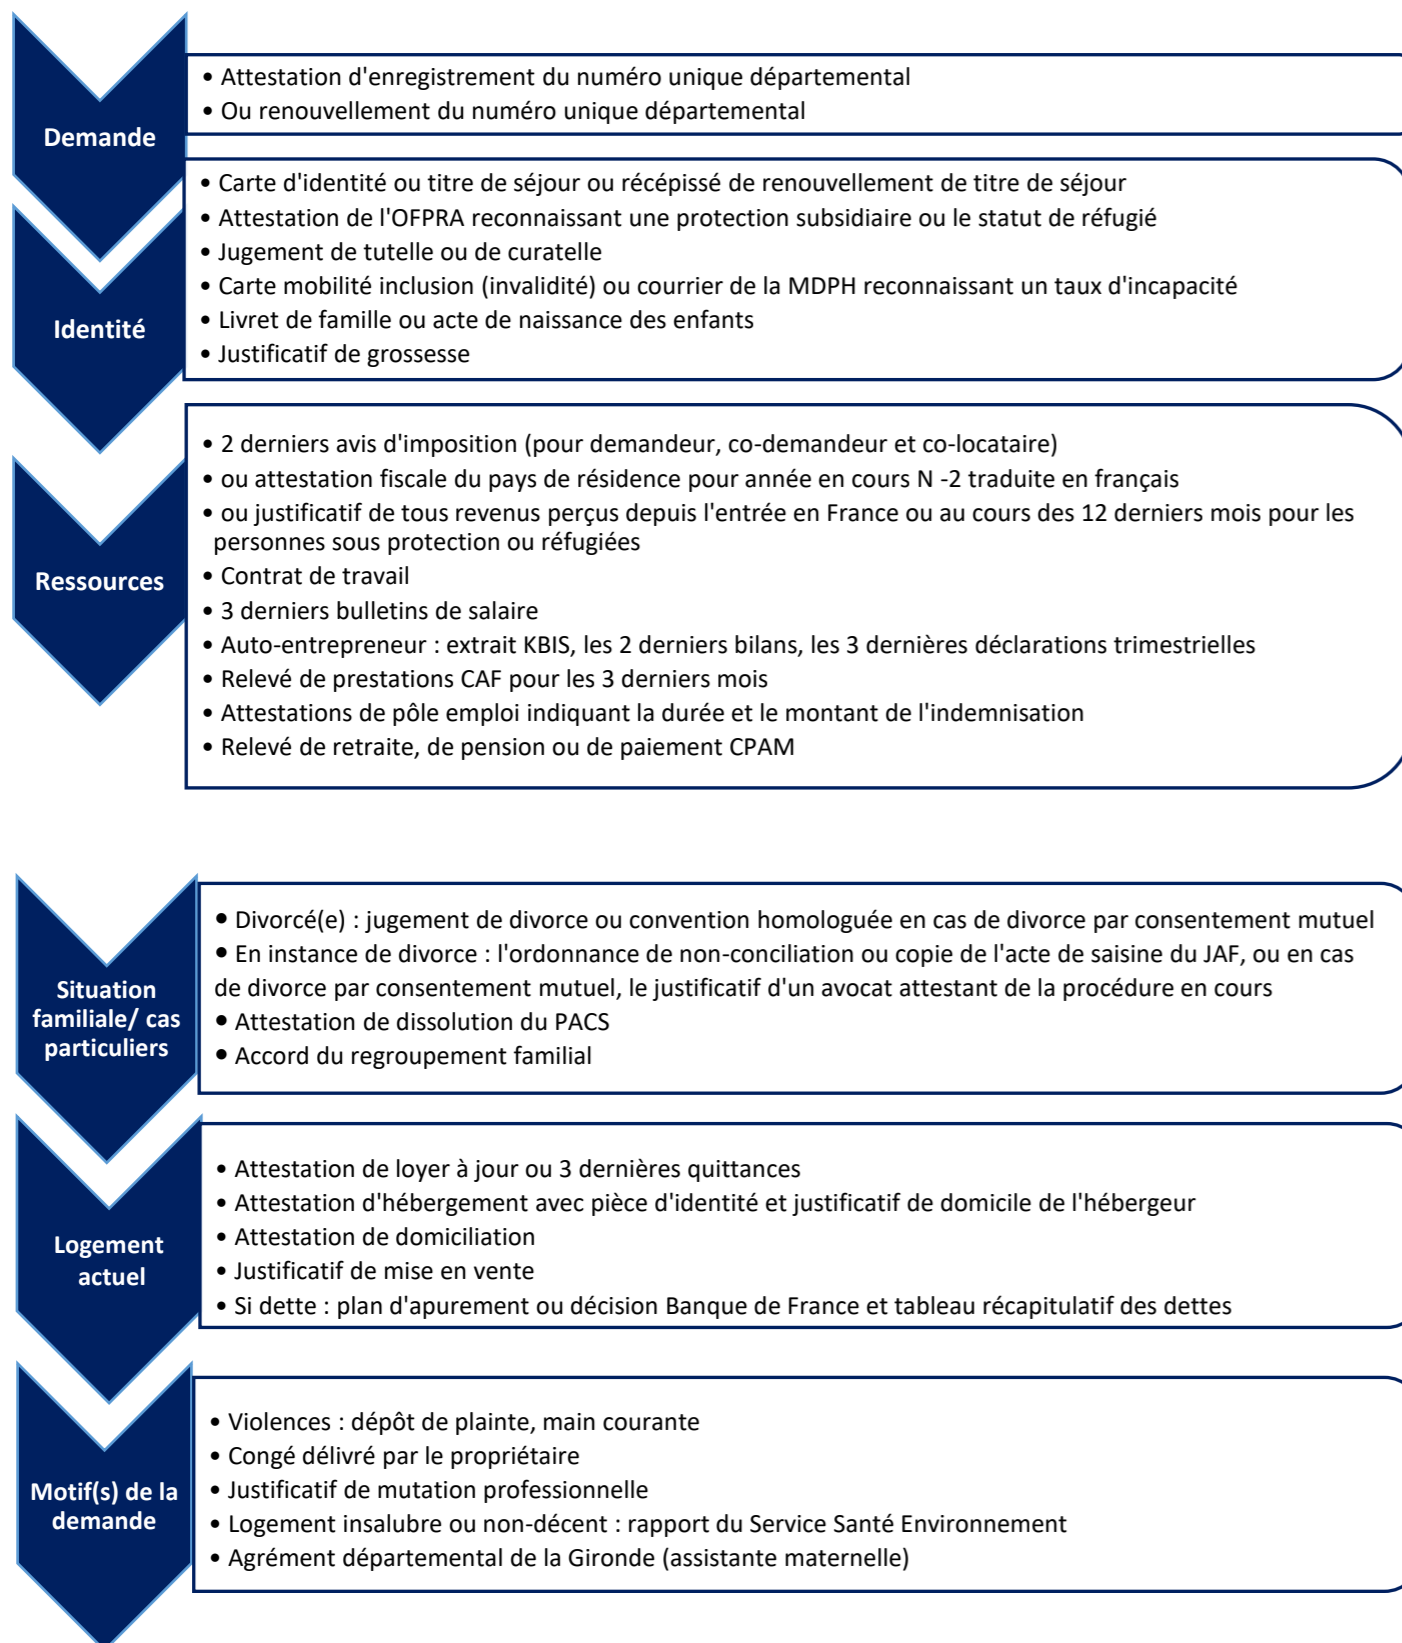 Demande
• Attestation d'enregistrement du numéro unique départemental
• Ou renouvellement du numéro unique départemental
Identité
• Carte d'identité ou titre de séjour ou récépissé de renouvellement de titre de séjour
• Attestation de l'OFPRA reconnaissant une protection subsidiaire ou le statut de réfugié
• Jugement de tutelle ou de curatelle
• Carte mobilité inclusion (invalidité) ou courrier de la MDPH reconnaissant un taux d'incapacité
• Livret de famille ou acte de naissance des enfants
• Justificatif de grossesse
Ressources
• 2 derniers avis d'imposition (pour demandeur, co-demandeur et co-locataire)
• ou attestation fiscale du pays de résidence pour année en cours N -2 traduite en français
• ou justificatif de tous revenus perçus depuis l'entrée en France ou au cours des 12 derniers mois pour les
personnes sous protection ou réfugiées
• Contrat de travail
• 3 derniers bulletins de salaire
• Auto-entrepreneur : extrait KBIS, les 2 derniers bilans, les 3 dernières déclarations trimestrielles
• Relevé de prestations CAF pour les 3 derniers mois
• Attestations de pôle emploi indiquant la durée et le montant de l'indemnisation
• Relevé de retraite, de pension ou de paiement CPAM
Situation
familiale/ cas
particuliers
• Divorcé(e) : jugement de divorce ou convention homologuée en cas de divorce par consentement mutuel
• En instance de divorce : l'ordonnance de non-conciliation ou copie de l'acte de saisine du JAF, ou en cas
de divorce par consentement mutuel, le justificatif d'un avocat attestant de la procédure en cours
• Attestation de dissolution du PACS
• Accord du regroupement familial
Logement
actuel
• Attestation de loyer à jour ou 3 dernières quittances
• Attestation d'hébergement avec pièce d'identité et justificatif de domicile de l'hébergeur
• Attestation de domiciliation
• Justificatif de mise en vente
• Si dette : plan d'apurement ou décision Banque de France et tableau récapitulatif des dettes
Motif(s) de la
demande
• Violences : dépôt de plainte, main courante
• Congé délivré par le propriétaire
• Justificatif de mutation professionnelle
• Logement insalubre ou non-décent : rapport du Service Santé Environnement
• Agrément départemental de la Gironde (assistante maternelle)